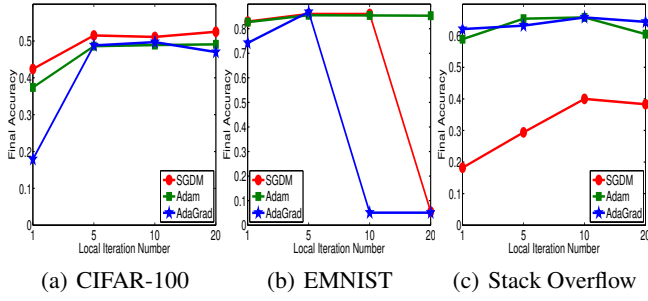 0.5
0.4
0.3
0.2
0.1
0
Final Accuracy
SGDM
Adam
AdaGrad
1 5 10 20
Local Iteration Number
(a) CIFAR-100
0.9
0.8
0.7
0.6
0.5
0.4
0.3
0.2
0.1
0
Final Accuracy
SGDM
Adam
AdaGrad
1 5 10 20
Local Iteration Number
(b) EMNIST
0.6
0.5
0.4
0.3
0.2
0.1
0
Final Accuracy
SGDM
Adam
AdaGrad
1 5 10 20
Local Iteration Number
(c) Stack Overflow